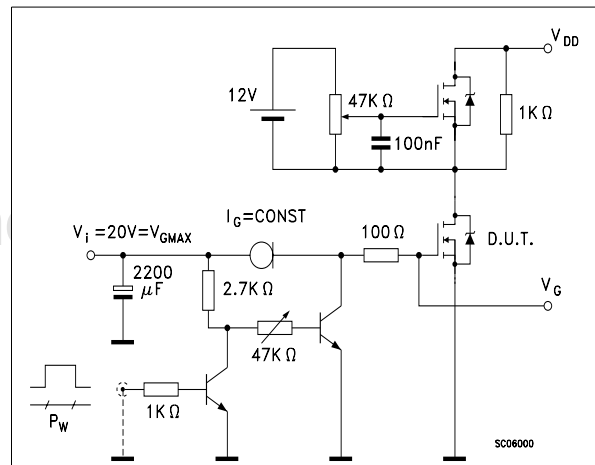 V_DD
12V
47K Ω
1K Ω
100nF
I_G=CONST
V_i =20V=V_GMAX
100 Ω
D.U.T.
2200
μF
2.7K Ω
V_G
47K Ω
1K Ω
P_W
SC06000